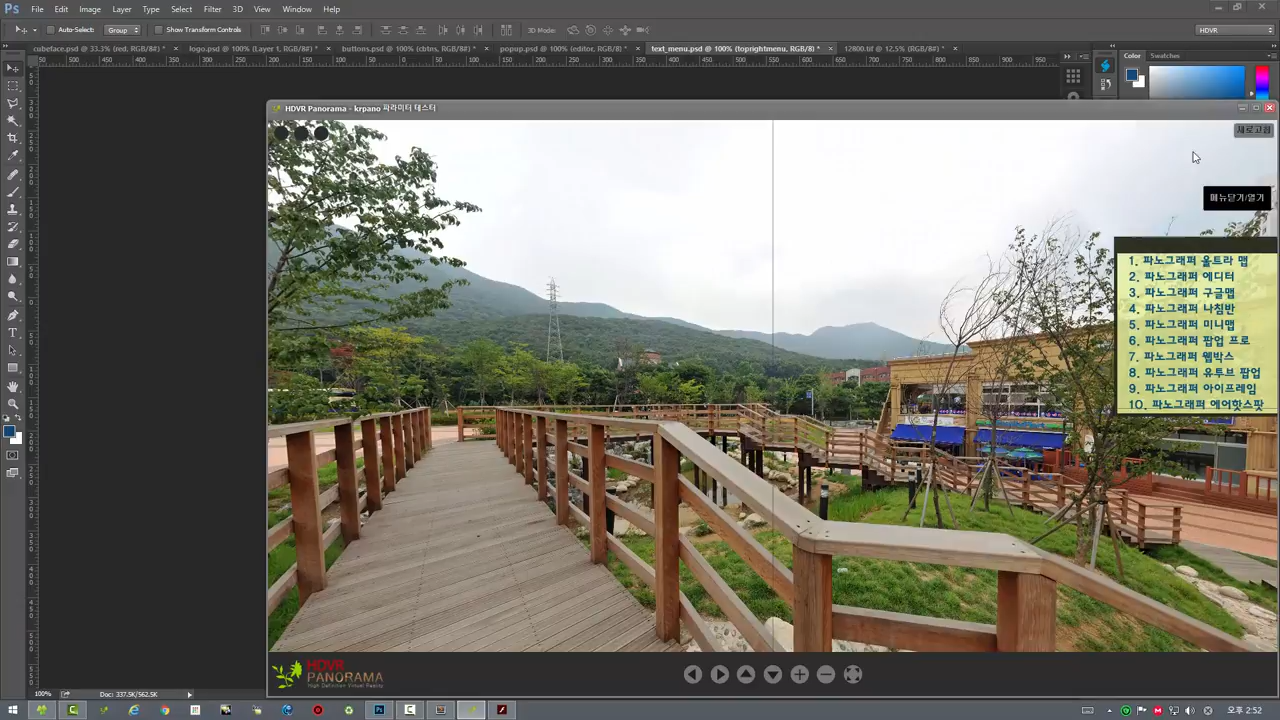 Ps File Edit Image Layer Type Select Filter 3D View Window Help
Auto-Select: Group Show Transform Controls 3D Mode: HDVR
cubeface.psd @ 33.3% (red, RGB/8#) * × logo.psd @ 100% (Layer 1, RGB/8#) * × buttons.psd @ 100% (cbtns, RGB/8#) * × popup.psd @ 100% (editor, RGB/8) * × text_menu.psd @ 100% (toprightmenu, RGB/8) * × 12800.tif @ 12,5% (RGB/8*) * ×
Color Swatches
HDVR Panorama - krpano 파라미터 테스터
새로고침
메뉴닫기/열기
1. 파노그래퍼 울트라 맵
2. 파노그래퍼 에디터
3. 파노그래퍼 구글맵
4. 파노그래퍼 나침반
5. 파노그래퍼 미니맵
6. 파노그래퍼 팝업 프로
7. 파노그래퍼 웹박스
8. 파노그래퍼 유투브 팝업
9. 파노그래퍼 아이프레임
10. 파노그래퍼 에어핫스팟
HDVR
PANORAMA
High Definition Virtual Reality
100% Doc: 337.5K/562.5K
오후 2:52